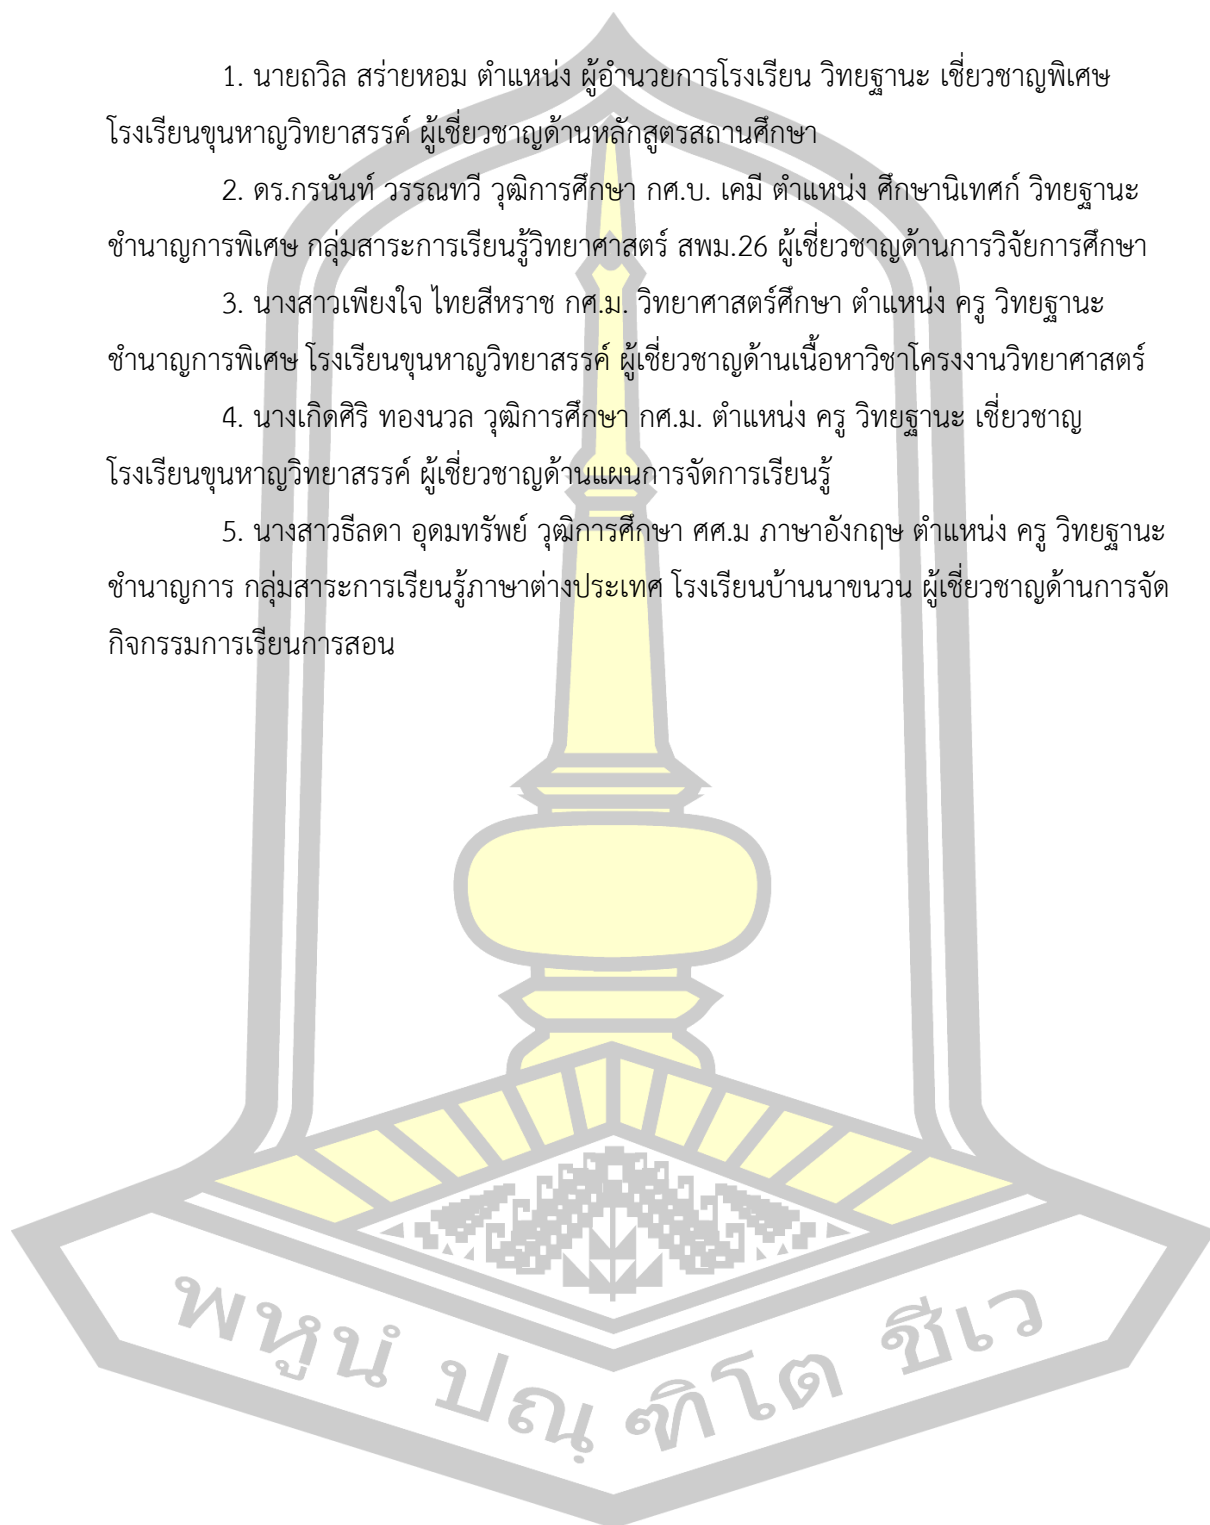 1. นายถวิล สร่ายหอม ตำแหน่ง ผู้อำนวยการโรงเรียน วิทยฐานะ เชี่ยวชาญพิเศษ
โรงเรียนขุนหาญวิทยาสรรค์ ผู้เชี่ยวชาญด้านหลักสูตรสถานศึกษา
2. ดร.กรนันท์ วรรณทวี วุฒิการศึกษา กศ.บ. เคมี ตำแหน่ง ศึกษานิเทศก์ วิทยฐานะ
ชำนาญการพิเศษ กลุ่มสาระการเรียนรู้วิทยาศาสตร์ สพม.26 ผู้เชี่ยวชาญด้านการวิจัยการศึกษา
3. นางสาวเพียงใจ ไทยสีหราช กศ.ม. วิทยาศาสตร์ศึกษา ตำแหน่ง ครู วิทยฐานะ
ชำนาญการพิเศษ โรงเรียนขุนหาญวิทยาสรรค์ ผู้เชี่ยวชาญด้านเนื้อหาวิชาโครงงานวิทยาศาสตร์
4. นางเกิดศิริ ทองนวล วุฒิการศึกษา กศ.ม. ตำแหน่ง ครู วิทยฐานะ เชี่ยวชาญ
โรงเรียนขุนหาญวิทยาสรรค์ ผู้เชี่ยวชาญด้านแผนการจัดการเรียนรู้
5. นางสาวธีลดา อุดมทรัพย์ วุฒิการศึกษา ศศ.ม ภาษาอังกฤษ ตำแหน่ง ครู วิทยฐานะ
ชำนาญการ กลุ่มสาระการเรียนรู้ภาษาต่างประเทศ โรงเรียนบ้านนาขนวน ผู้เชี่ยวชาญด้านการจัด
กิจกรรมการเรียนการสอน
พหูนํ ปณฺฑิโต ชีเว